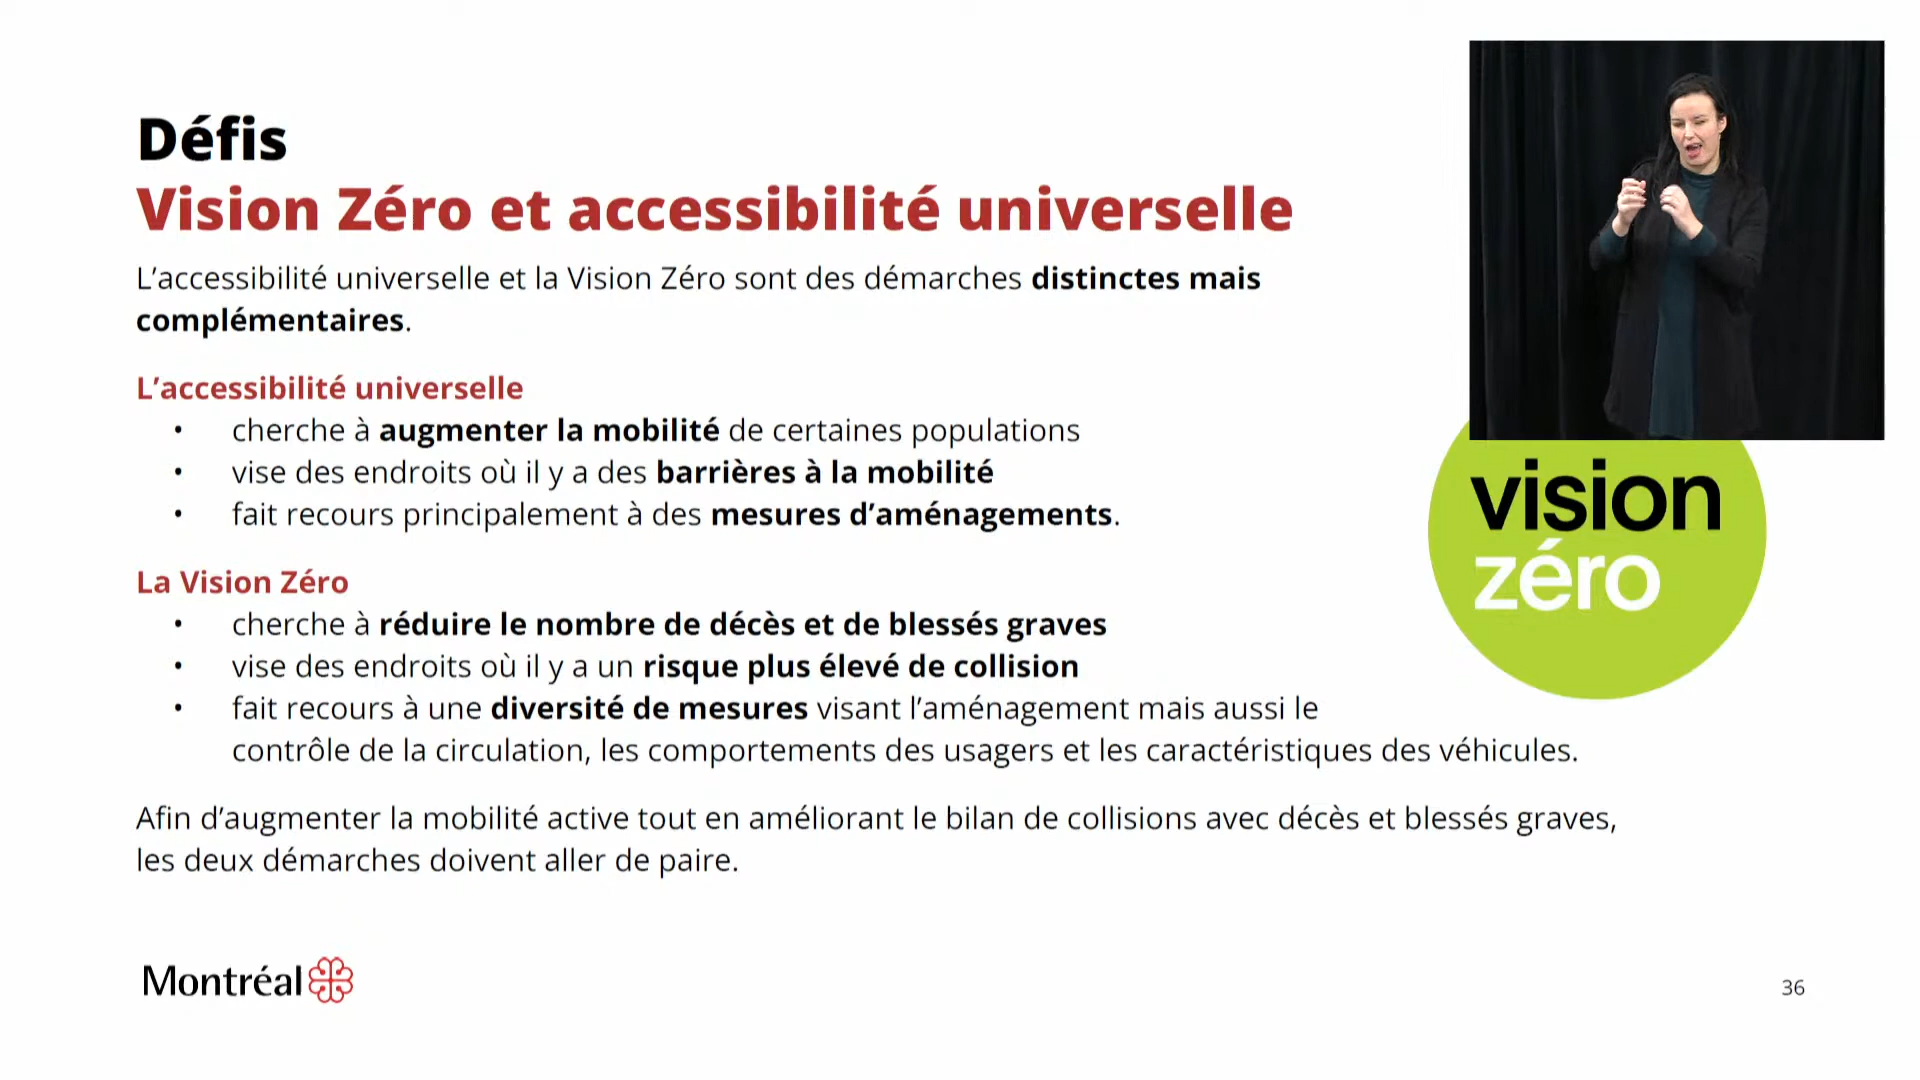 Défis
Vision Zéro et accessibilité universelle
L’accessibilité universelle et la Vision Zéro sont des démarches distinctes mais
complémentaires.
L’accessibilité universelle
• cherche à augmenter la mobilité de certaines populations
• vise des endroits où il y a des barrières à la mobilité
• fait recours principalement à des mesures d’aménagements.
La Vision Zéro
• cherche à réduire le nombre de décès et de blessés graves
• vise des endroits où il y a un risque plus élevé de collision
• fait recours à une diversité de mesures visant l’aménagement mais aussi le
contrôle de la circulation, les comportements des usagers et les caractéristiques des véhicules.
Afin d’augmenter la mobilité active tout en améliorant le bilan de collisions avec décès et blessés graves,
les deux démarches doivent aller de paire.
vision
zéro
Montréal
36